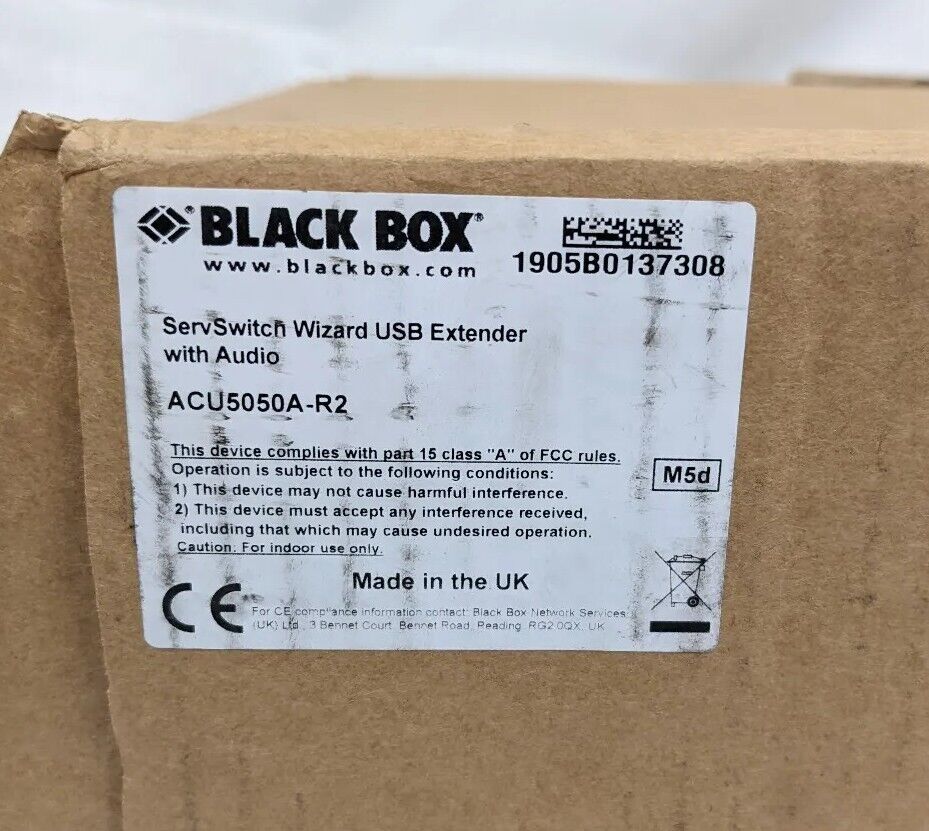 BLACK BOX®
www.blackbox.com
1905B0137308
ServSwitch Wizard USB Extender
with Audio
ACU5050A-R2
This device complies with part 15 class "A" of FCC rules.
Operation is subject to the following conditions:
1) This device may not cause harmful interference.
2) This device must accept any interference received,
including that which may cause undesired operation.
Caution: For indoor use only.
M5d
Made in the UK
CE
For CE compliance information contact: Black Box Network Services
(UK) Ltd., 3 Bennet Court, Bennet Road, Reading, RG2 0QX, UK